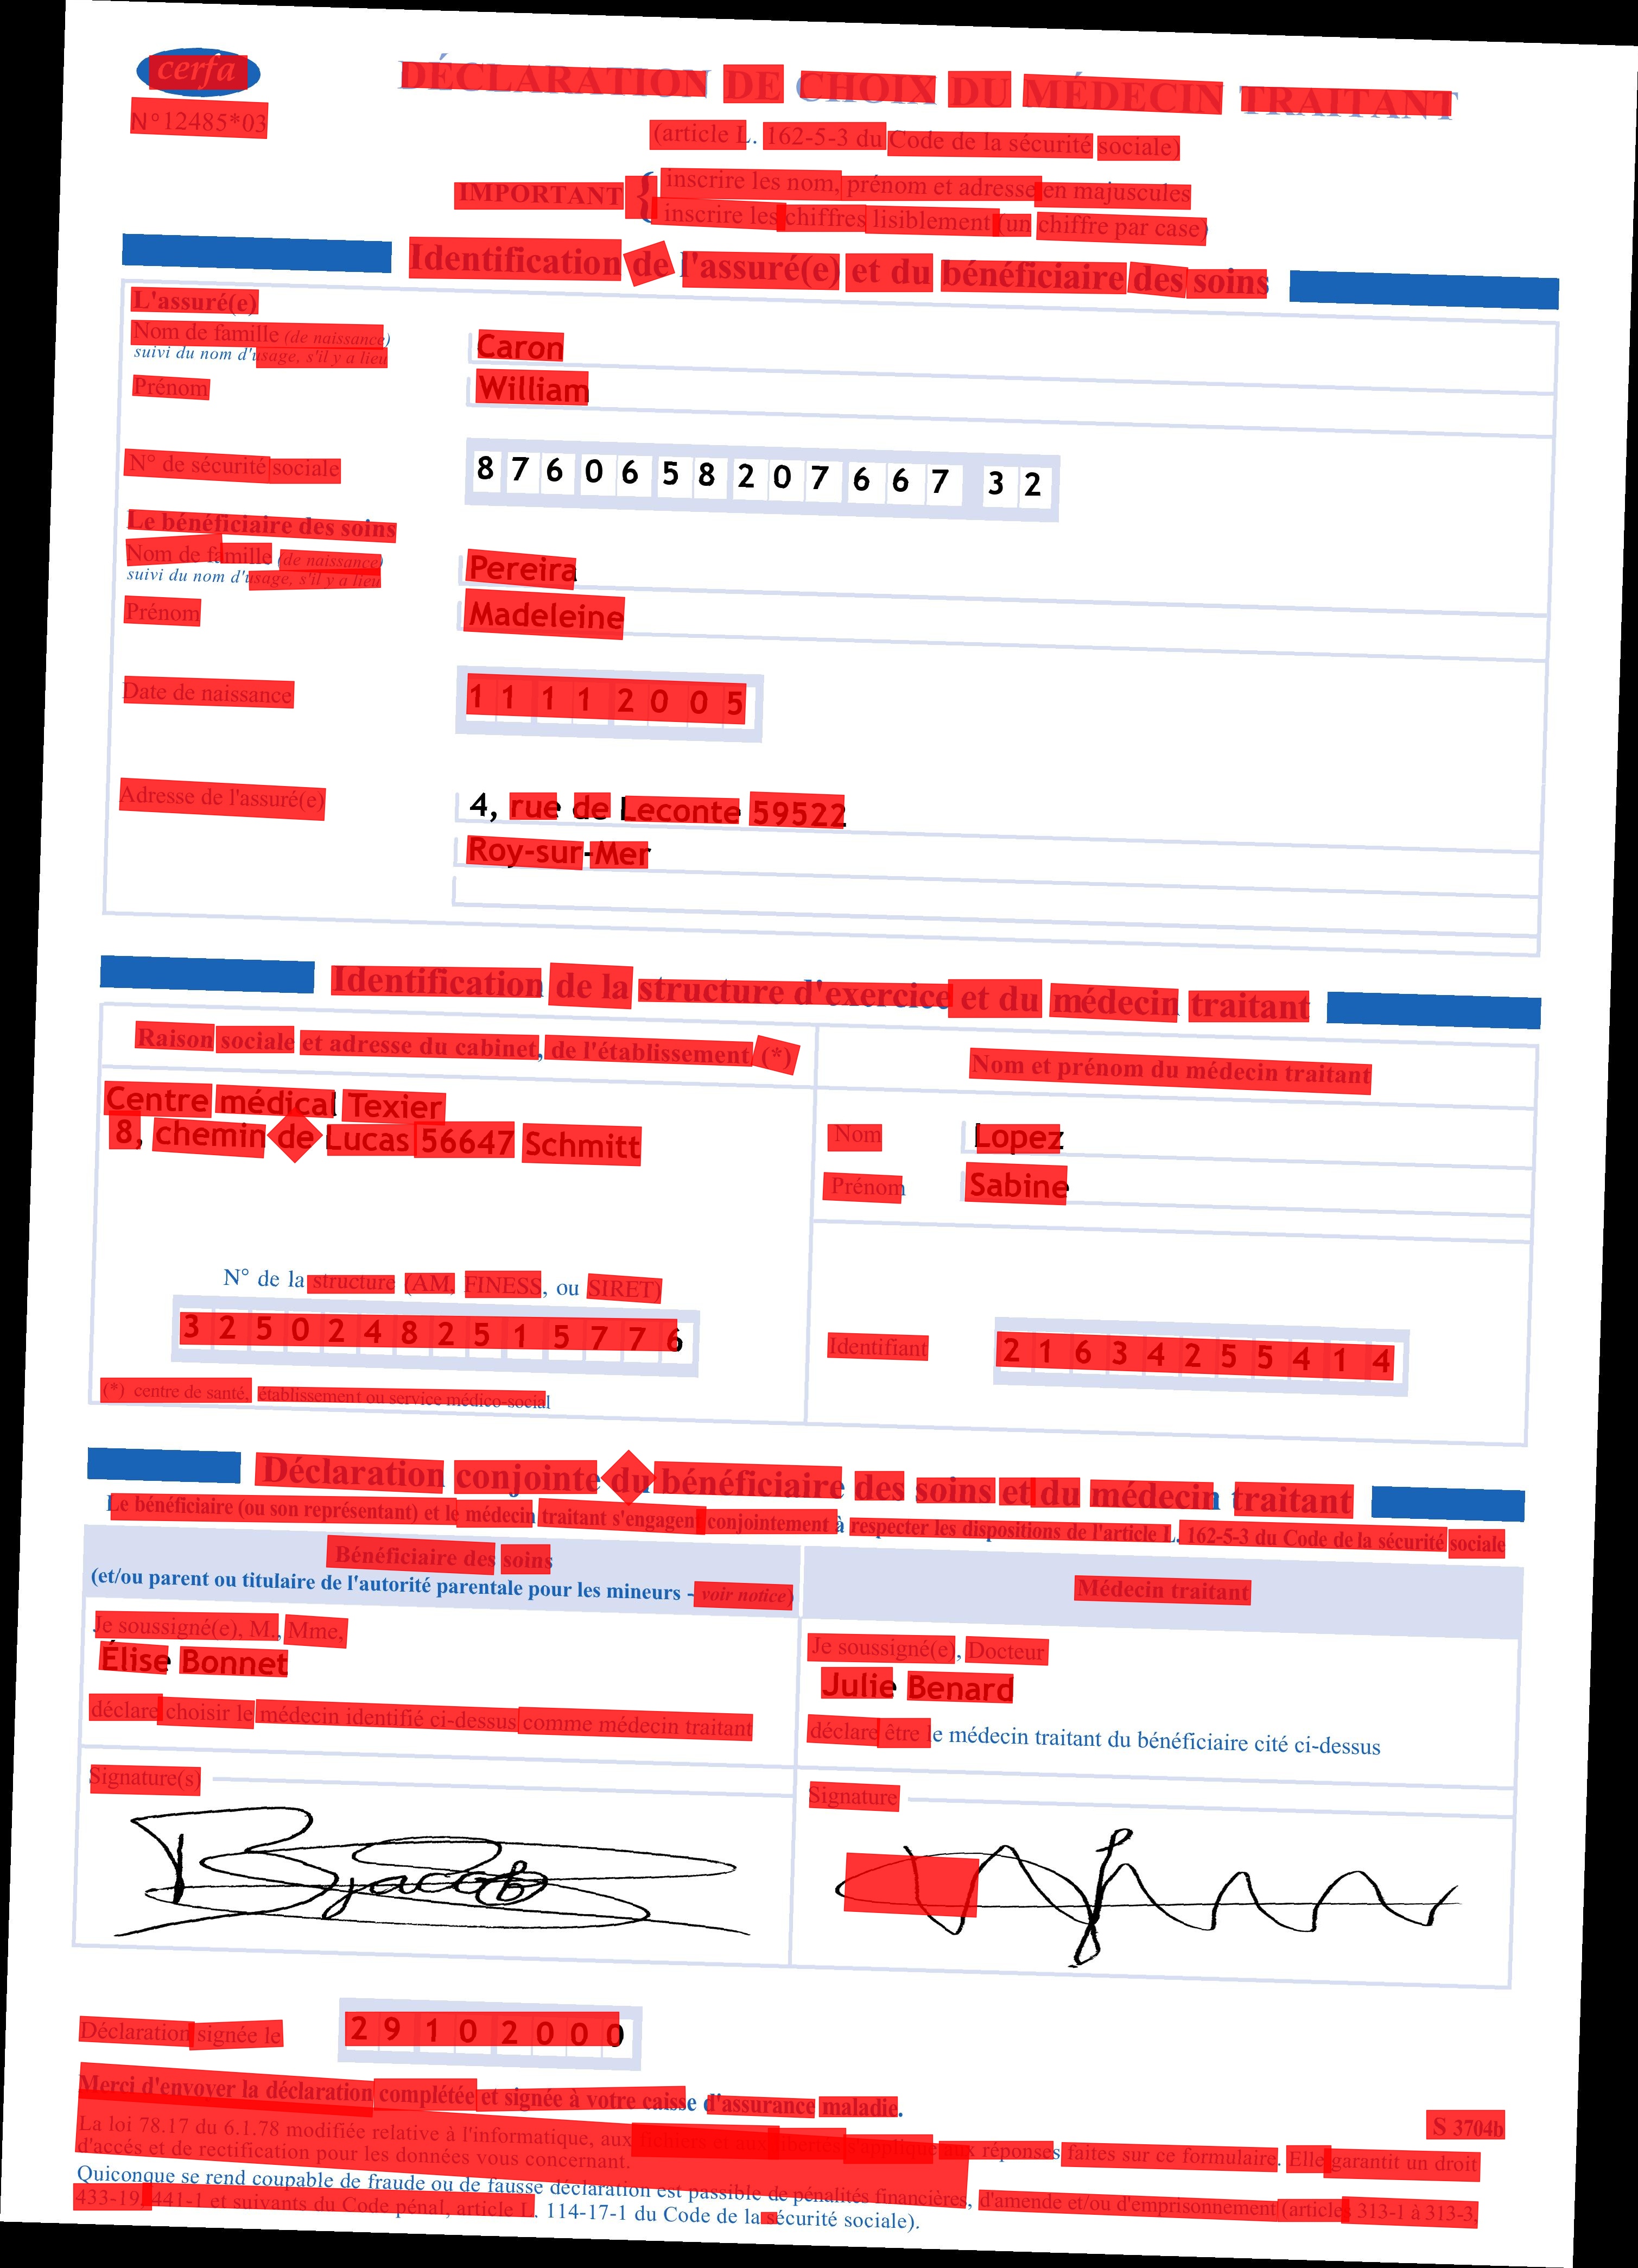 cerfa
N°12485*03
DÉCLARATION DE CHOIX DU MÉDECIN TRAITANT
(article L. 162-5-3 du Code de la sécurité sociale)
IMPORTANT { inscrire les nom, prénom et adresse en majuscules
inscrire les chiffres lisiblement (un chiffre par case)
Identification de l'assuré(e) et du bénéficiaire des soins
L'assuré(e)
Nom de famille (de naissance)
suivi du nom d'usage, s'il y a lieu
Caron
Prénom
William
N° de sécurité sociale
8 7 6 0 6 5 8 2 0 7 6 6 7 3 2
Le bénéficiaire des soins
Nom de famille (de naissance)
suivi du nom d'usage, s'il y a lieu
Pereira
Prénom
Madeleine
Date de naissance
1 1 1 1 2 0 0 5
Adresse de l'assuré(e)
4, rue de Leconte 59522
Roy-sur-Mer
Identification de la structure d'exercice et du médecin traitant
Raison sociale et adresse du cabinet, de l'établissement (*)
Centre médical Texier
8, chemin de Lucas 56647 Schmitt
N° de la structure (AM, FINESS, ou SIRET)
3 2 5 0 2 4 8 2 5 1 5 7 7 6
(*) centre de santé, établissement ou service médico-social
Nom et prénom du médecin traitant
Nom Lopez
Prénom Sabine
Identifiant 2 1 6 3 4 2 5 5 4 1 4
Déclaration conjointe du bénéficiaire des soins et du médecin traitant
Le bénéficiaire (ou son représentant) et le médecin traitant s'engagent conjointement à respecter les dispositions de l'article L. 162-5-3 du Code de la sécurité sociale
Bénéficiaire des soins
(et/ou parent ou titulaire de l'autorité parentale pour les mineurs - voir notice)
Je soussigné(e), M., Mme,
Élise Bonnet
déclare choisir le médecin identifié ci-dessus comme médecin traitant
Signature(s)
Médecin traitant
Je soussigné(e), Docteur
Julie Benard
déclare être le médecin traitant du bénéficiaire cité ci-dessus
Signature
Déclaration signée le 2 9 1 0 2 0 0 0
Merci d'envoyer la déclaration complétée et signée à votre caisse d'assurance maladie.
S 3704b
La loi 78.17 du 6.1.78 modifiée relative à l'informatique, aux fichiers et aux libertés s'applique aux réponses faites sur ce formulaire. Elle garantit un droit
d'accés et de rectification pour les données vous concernant.
Quiconque se rend coupable de fraude ou de fausse déclaration est passible de pénalités financières, d'amende et/ou d'emprisonnement (articles 313-1 à 313-3,
433-19, 441-1 et suivants du Code pénal, article L. 114-17-1 du Code de la sécurité sociale).